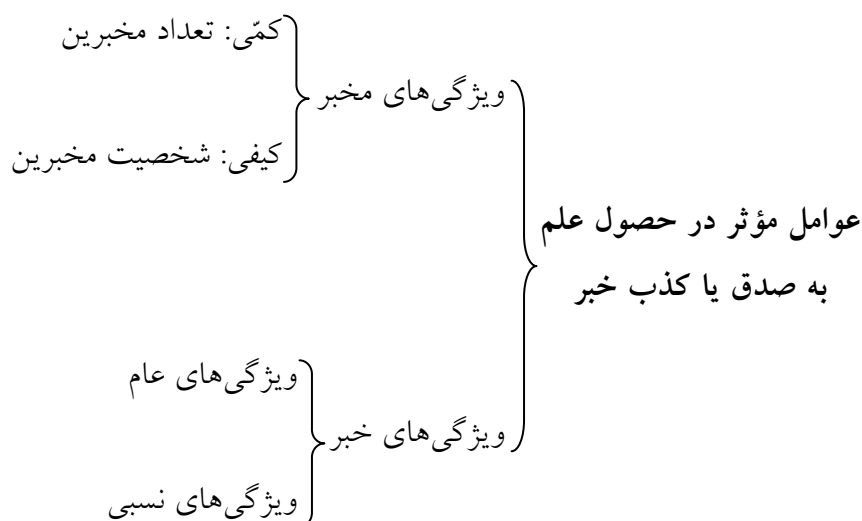 عوامل مؤثر در حصول علم
به صدق یا کذب خبر
ویژگی‌های مخبر
کمّی: تعداد مخبرین
کیفی: شخصیت مخبرین
ویژگی‌های خبر
ویژگی‌های عام
ویژگی‌های نسبی